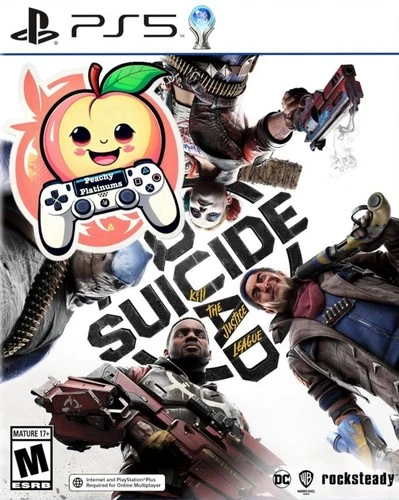 PS5
Peachy
Platinums
SUICIDE
Kill
THE
JUSTICE
LEAGUE
MATURE 17+
M
ESRB
Internet and PlayStation®Plus
Required for Online Multiplayer
DC
WB
rocksteady